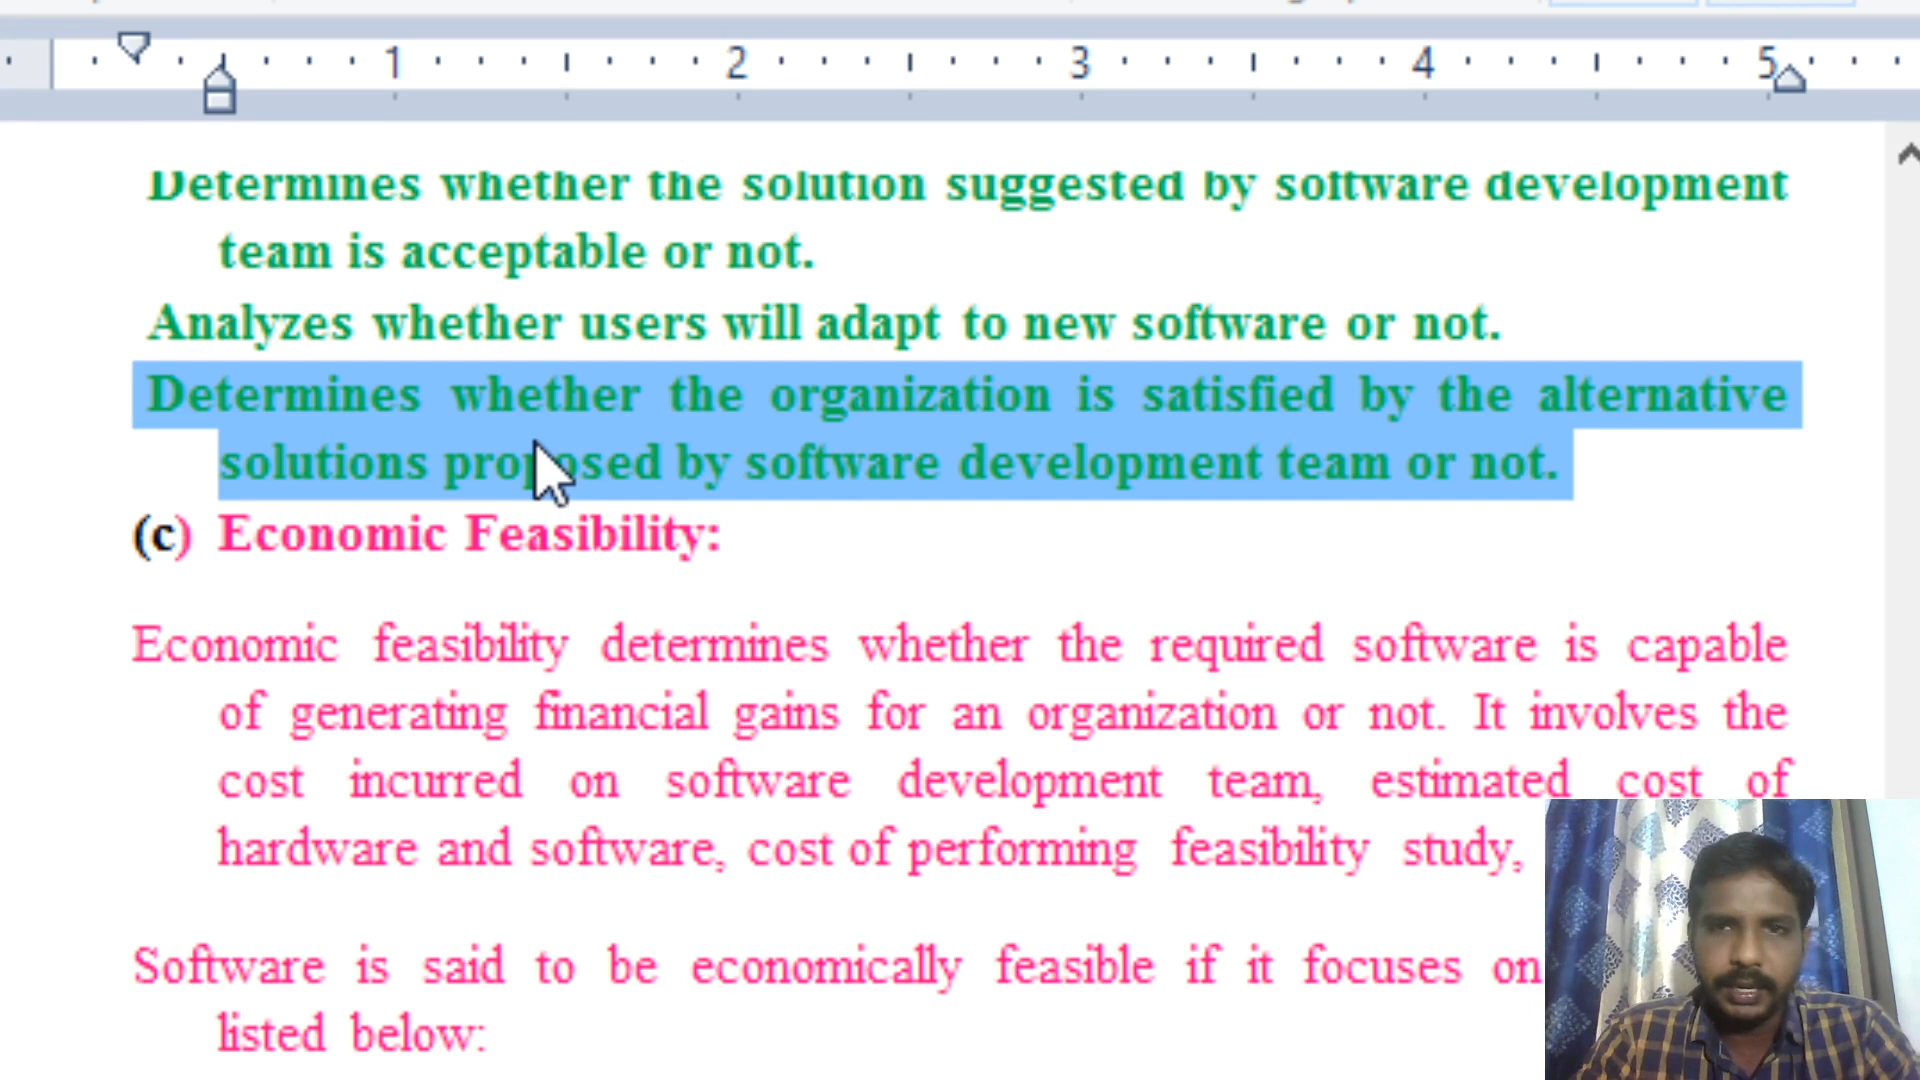 1 2 3 4 5
Determines whether the solution suggested by software development
team is acceptable or not.
Analyzes whether users will adapt to new software or not.
Determines whether the organization is satisfied by the alternative
solutions proposed by software development team or not.
(c) Economic Feasibility:
Economic feasibility determines whether the required software is capable
of generating financial gains for an organization or not. It involves the
cost incurred on software development team, estimated cost of
hardware and software, cost of performing feasibility study,
Software is said to be economically feasible if it focuses on
listed below: